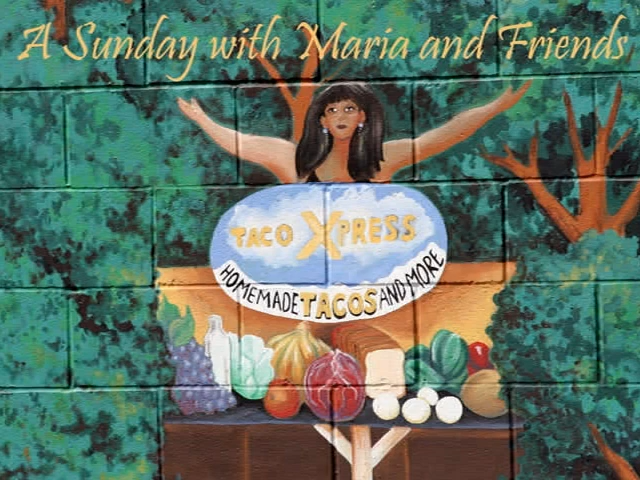 A Sunday with Maria and Friends
TACO XPRESS
HOMEMADE TACOS AND MORE